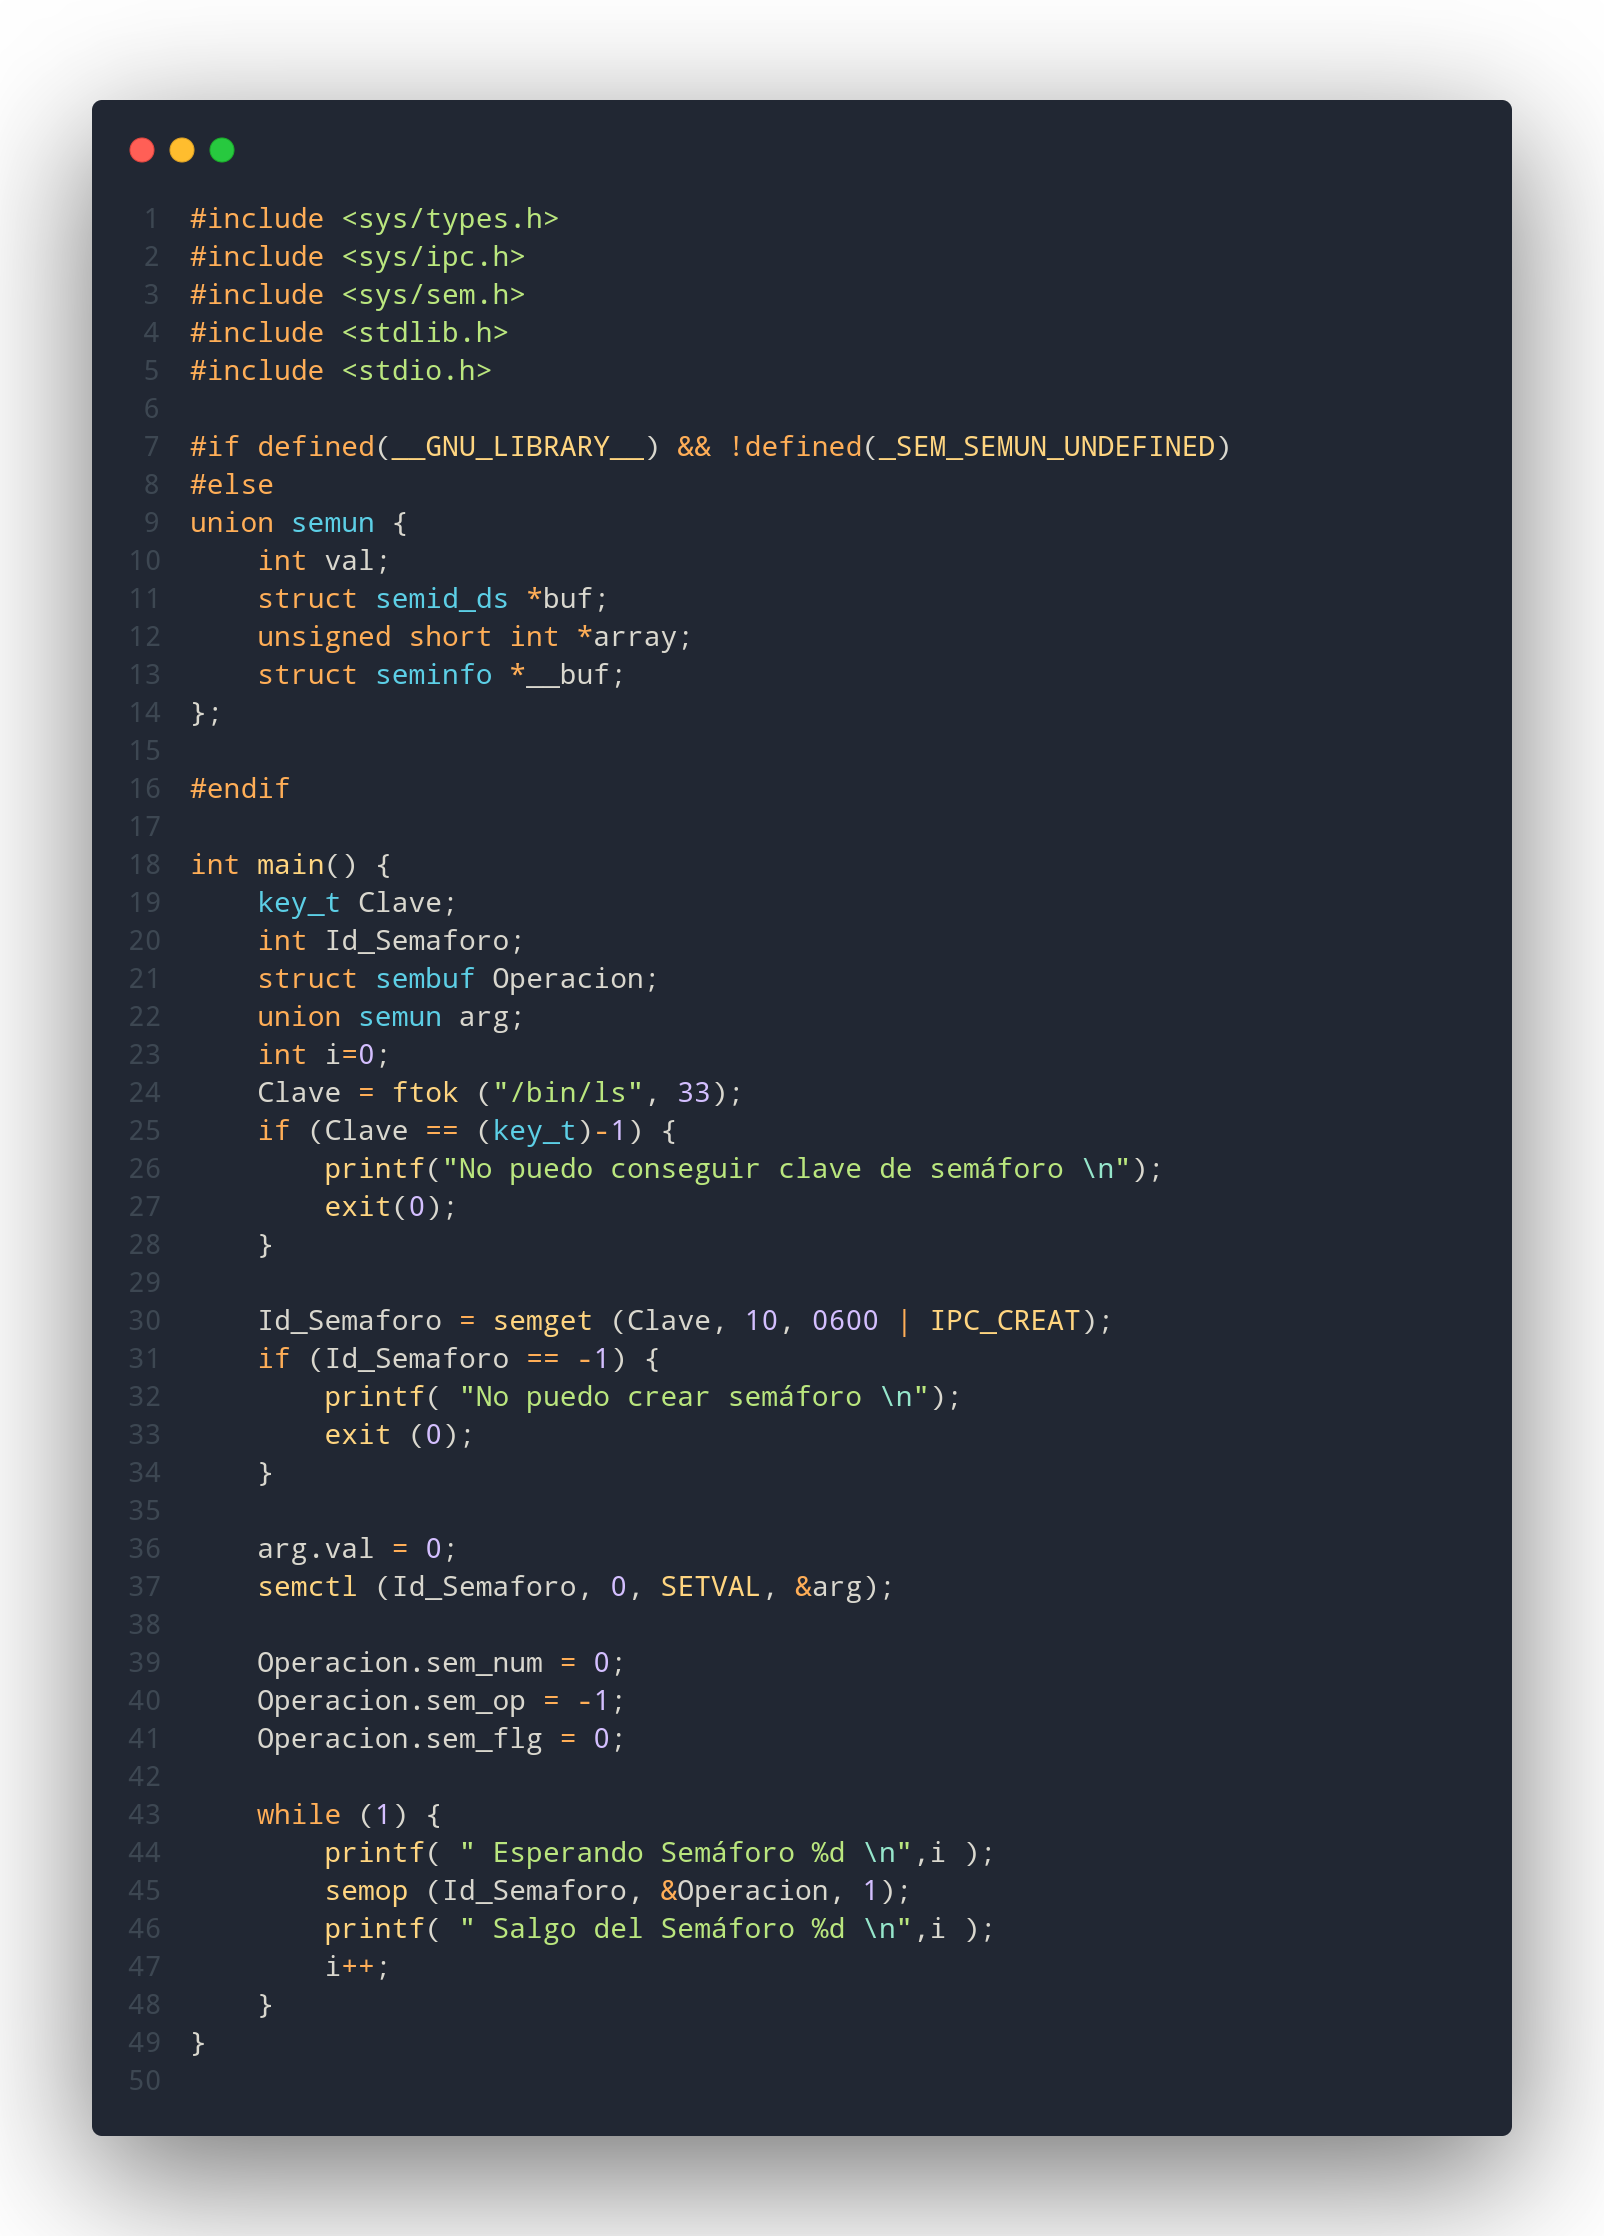 1 #include <sys/types.h>
2 #include <sys/ipc.h>
3 #include <sys/sem.h>
4 #include <stdlib.h>
5 #include <stdio.h>
6
7 #if defined(__GNU_LIBRARY__) && !defined(_SEM_SEMUN_UNDEFINED)
8 #else
9 union semun {
10     int val;
11     struct semid_ds *buf;
12     unsigned short int *array;
13     struct seminfo *__buf;
14 };
15
16 #endif
17
18 int main() {
19     key_t Clave;
20     int Id_Semaforo;
21     struct sembuf Operacion;
22     union semun arg;
23     int i=0;
24     Clave = ftok ("/bin/ls", 33);
25     if (Clave == (key_t)-1) {
26         printf("No puedo conseguir clave de semáforo \n");
27         exit(0);
28     }
29
30     Id_Semaforo = semget (Clave, 10, 0600 | IPC_CREAT);
31     if (Id_Semaforo == -1) {
32         printf( "No puedo crear semáforo \n");
33         exit (0);
34     }
35
36     arg.val = 0;
37     semctl (Id_Semaforo, 0, SETVAL, &arg);
38
39     Operacion.sem_num = 0;
40     Operacion.sem_op = -1;
41     Operacion.sem_flg = 0;
42
43     while (1) {
44         printf( " Esperando Semáforo %d \n",i );
45         semop (Id_Semaforo, &Operacion, 1);
46         printf( " Salgo del Semáforo %d \n",i );
47         i++;
48     }
49 }
50